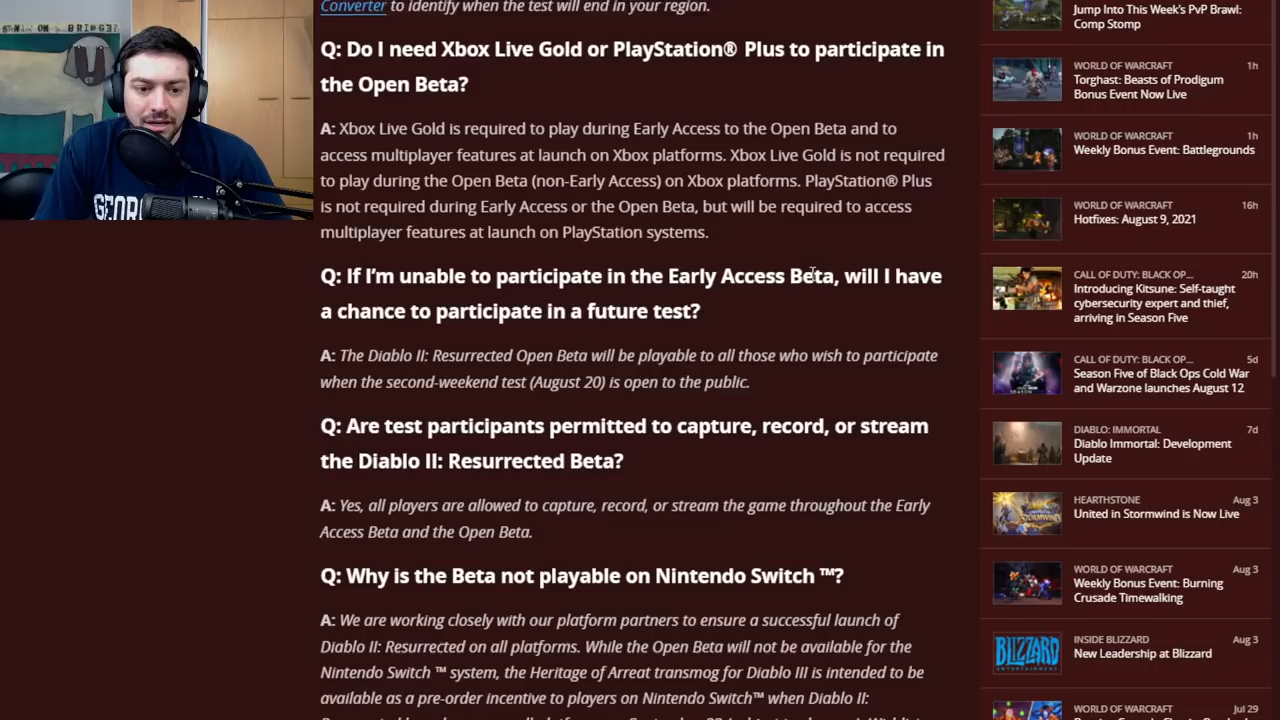 Converter to identify when the test will end in your region.
Q: Do I need Xbox Live Gold or PlayStation® Plus to participate in
the Open Beta?
A: Xbox Live Gold is required to play during Early Access to the Open Beta and to
access multiplayer features at launch on Xbox platforms. Xbox Live Gold is not required
to play during the Open Beta (non-Early Access) on Xbox platforms. PlayStation® Plus
is not required during Early Access or the Open Beta, but will be required to access
multiplayer features at launch on PlayStation systems.
Q: If I'm unable to participate in the Early Access Beta, will I have
a chance to participate in a future test?
A: The Diablo II: Resurrected Open Beta will be playable to all those who wish to participate
when the second-weekend test (August 20) is open to the public.
Q: Are test participants permitted to capture, record, or stream
the Diablo II: Resurrected Beta?
A: Yes, all players are allowed to capture, record, or stream the game throughout the Early
Access Beta and the Open Beta.
Q: Why is the Beta not playable on Nintendo Switch ™?
A: We are working closely with our platform partners to ensure a successful launch of
Diablo II: Resurrected on all platforms. While the Open Beta will not be available for the
Nintendo Switch ™ system, the Heritage of Arreat transmog for Diablo III is intended to be
available as a pre-order incentive to players on Nintendo Switch™ when Diablo II:
Jump Into This Week's PvP Brawl:
Comp Stomp
WORLD OF WARCRAFT 1h
Torghast: Beasts of Prodigum
Bonus Event Now Live
WORLD OF WARCRAFT 1h
Weekly Bonus Event: Battlegrounds
WORLD OF WARCRAFT 16h
Hotfixes: August 9, 2021
CALL OF DUTY: BLACK OP... 20h
Introducing Kitsune: Self-taught
cybersecurity expert and thief,
arriving in Season Five
CALL OF DUTY: BLACK OP... 5d
Season Five of Black Ops Cold War
and Warzone launches August 12
DIABLO: IMMORTAL 7d
Diablo Immortal: Development
Update
HEARTHSTONE Aug 3
United in Stormwind is Now Live
WORLD OF WARCRAFT Aug 3
Weekly Bonus Event: Burning
Crusade Timewalking
BLIZZARD
INSIDE BLIZZARD Aug 3
New Leadership at Blizzard
WORLD OF WARCRAFT Jul 29